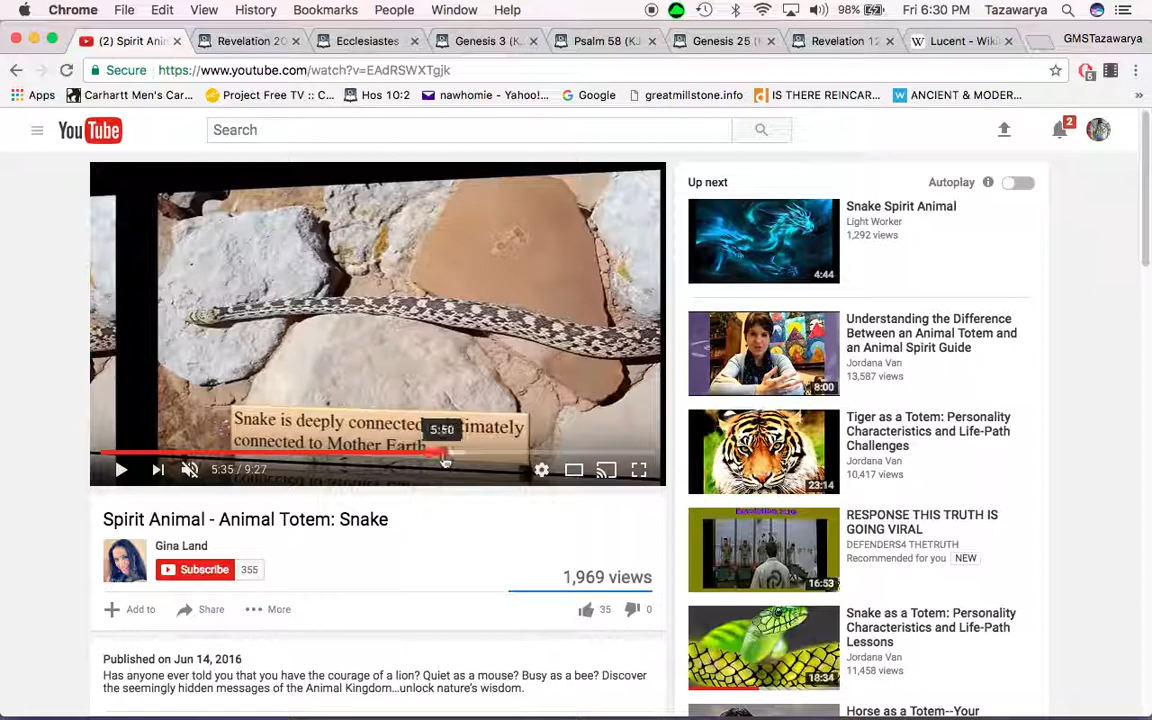 Chrome File Edit View History Bookmarks People Window Help 98% Fri 6:30 PM Tazawarya
(2) Spirit Ani Revelation 20 Ecclesiastes Genesis 3 (K Psalm 58 (K Genesis 25 ( Revelation 12 Lucent - Wiki GMSTazawarya
Secure https://www.youtube.com/watch?v=EAdRSWXTgjk 6
Apps Carhartt Men's Car... Project Free TV :: C... Hos 10:2 nawhomie - Yahoo!... Google greatmillstone.info IS THERE REINCAR... ANCIENT & MODER... »
YouTube Search 2
Up next Autoplay
Snake Spirit Animal
Light Worker
1,292 views
4:44
Understanding the Difference
Between an Animal Totem and
an Animal Spirit Guide
Jordana Van
13,587 views
8:00
Tiger as a Totem: Personality
Characteristics and Life-Path
Challenges
Jordana Van
10,417 views
23:14
RESPONSE THIS TRUTH IS
GOING VIRAL
DEFENDERS4 THETRUTH
Recommended for you NEW
16:53
Snake as a Totem: Personality
Characteristics and Life-Path
Lessons
Jordana Van
11,458 views
18:34
Horse as a Totem--Your
Snake is deeply connected
connected to Mother Earth
5:50
5:35 / 9:27
Spirit Animal - Animal Totem: Snake
Gina Land
Subscribe 355
1,969 views
Add to Share More 35 0
Published on Jun 14, 2016
Has anyone ever told you that you have the courage of a lion? Quiet as a mouse? Busy as a bee? Discover
the seemingly hidden messages of the Animal Kingdom...unlock nature's wisdom.